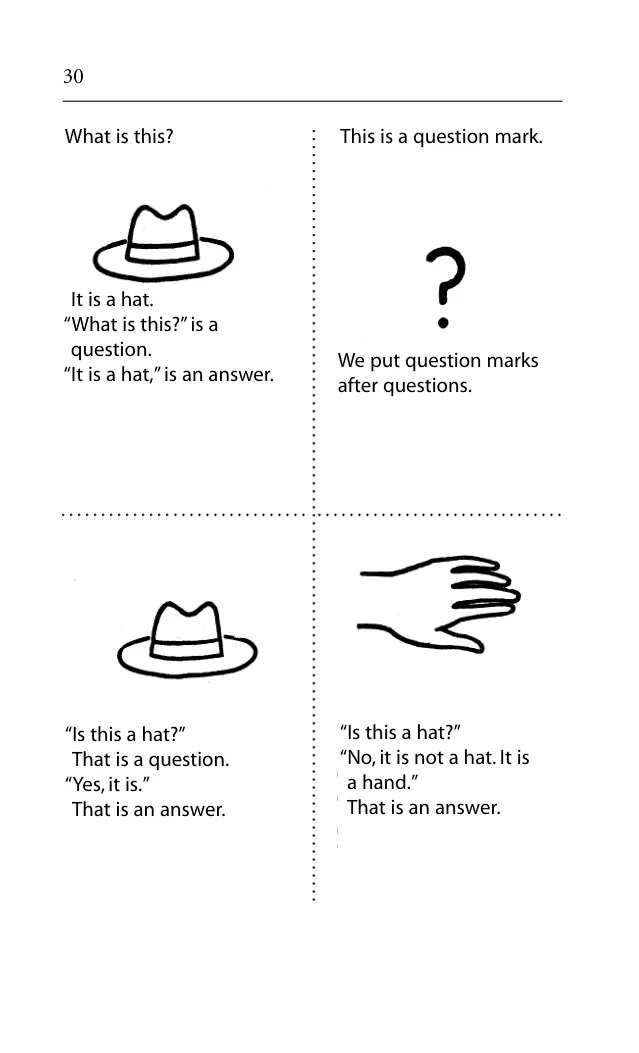 30
What is this?
It is a hat.
“What is this?” is a
question.
“It is a hat,” is an answer.
This is a question mark.
?
We put question marks
after questions.
“Is this a hat?”
That is a question.
“Yes, it is.”
That is an answer.
“Is this a hat?”
“No, it is not a hat. It is
a hand.”
That is an answer.